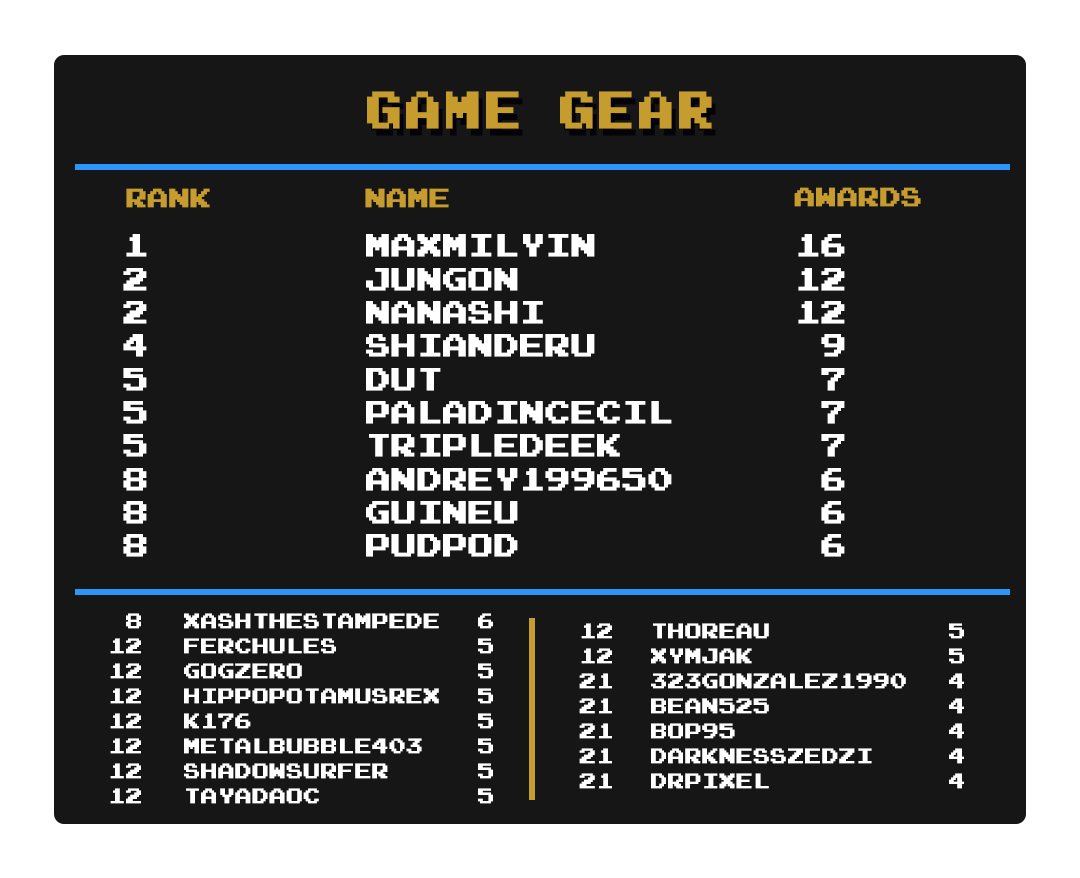 GAME GEAR
RANK NAME AWARDS
1 MAXMILYIN 16
2 JUNGON 12
2 NANASHI 12
4 SHIANDERU 9
5 DUT 7
5 PALADINCECIL 7
5 TRIPLEDEEK 7
8 ANDREY199650 6
8 GUINEU 6
8 PUDPOD 6
8 XASHTHESTAMPEDE 6
12 FERCHULES 5
12 GOGZERO 5
12 HIPPOPOTAMUSREX 5
12 K176 5
12 METALBUBBLE403 5
12 SHADOWSURFER 5
12 TAYADAOC 5
12 THOREAU 5
12 XYMJAK 5
21 323GONZALEZ1990 4
21 BEAN525 4
21 BOP95 4
21 DARKNESSZEDZI 4
21 DRPIXEL 4